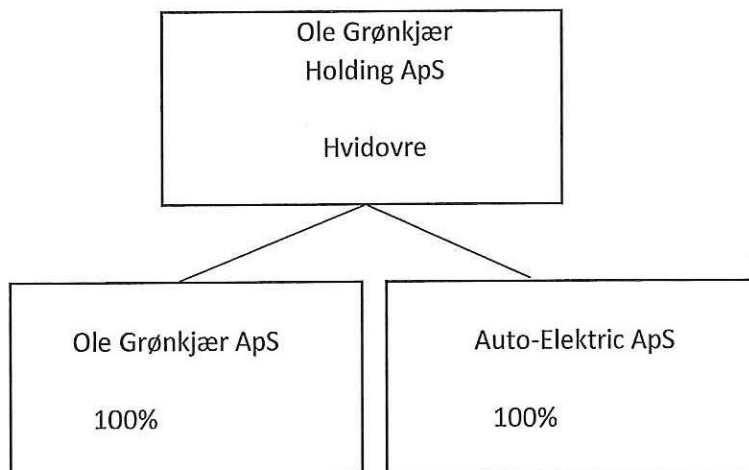 Ole Grønkjær
Holding ApS
Hvidovre
Ole Grønkjær ApS
100%
Auto-Elektric ApS
100%